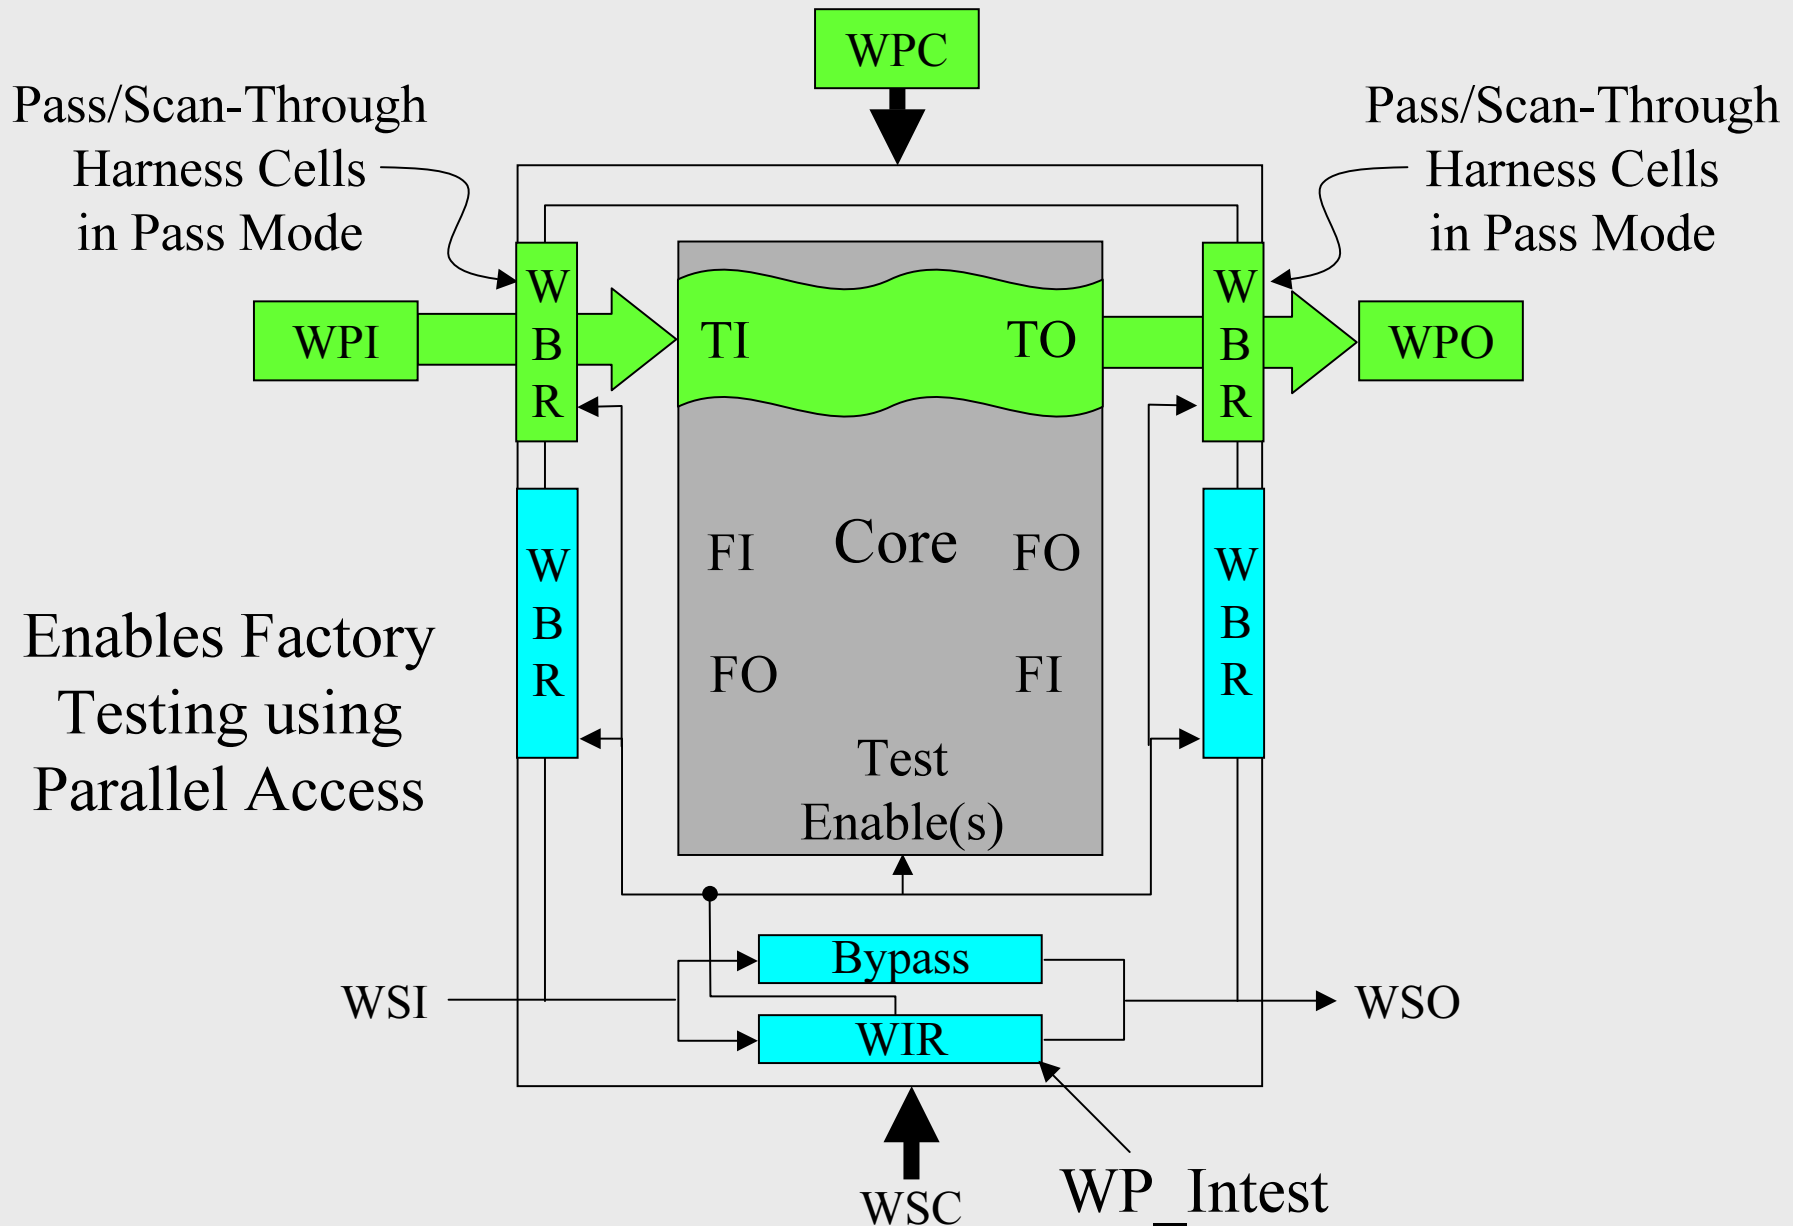 WPC
Pass/Scan-Through
Harness Cells
in Pass Mode
Pass/Scan-Through
Harness Cells
in Pass Mode
W
B
R
W
B
R
WPI
TI
TO
WPO
W
B
R
W
B
R
FI
Core
FO
FO
FI
Enables Factory
Testing using
Parallel Access
Test
Enable(s)
Bypass
WSI
WSO
WIR
WSC
WP_Intest